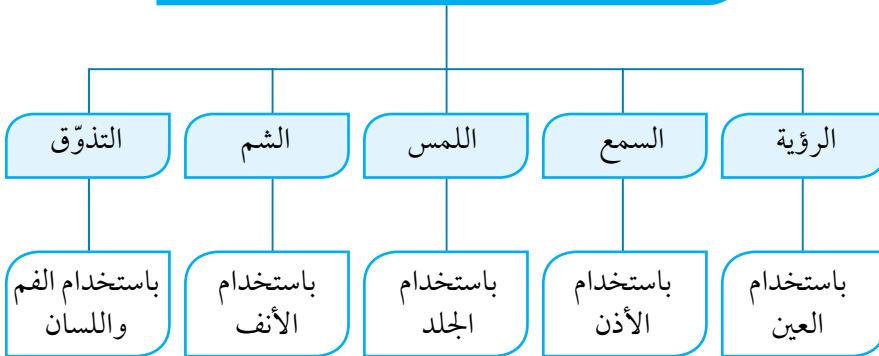 الرؤية
السمع
اللمس
الشم
التذوّق
باستخدام
العين
باستخدام
الأذن
باستخدام
الجلد
باستخدام
الأنف
باستخدام الفم
واللسان